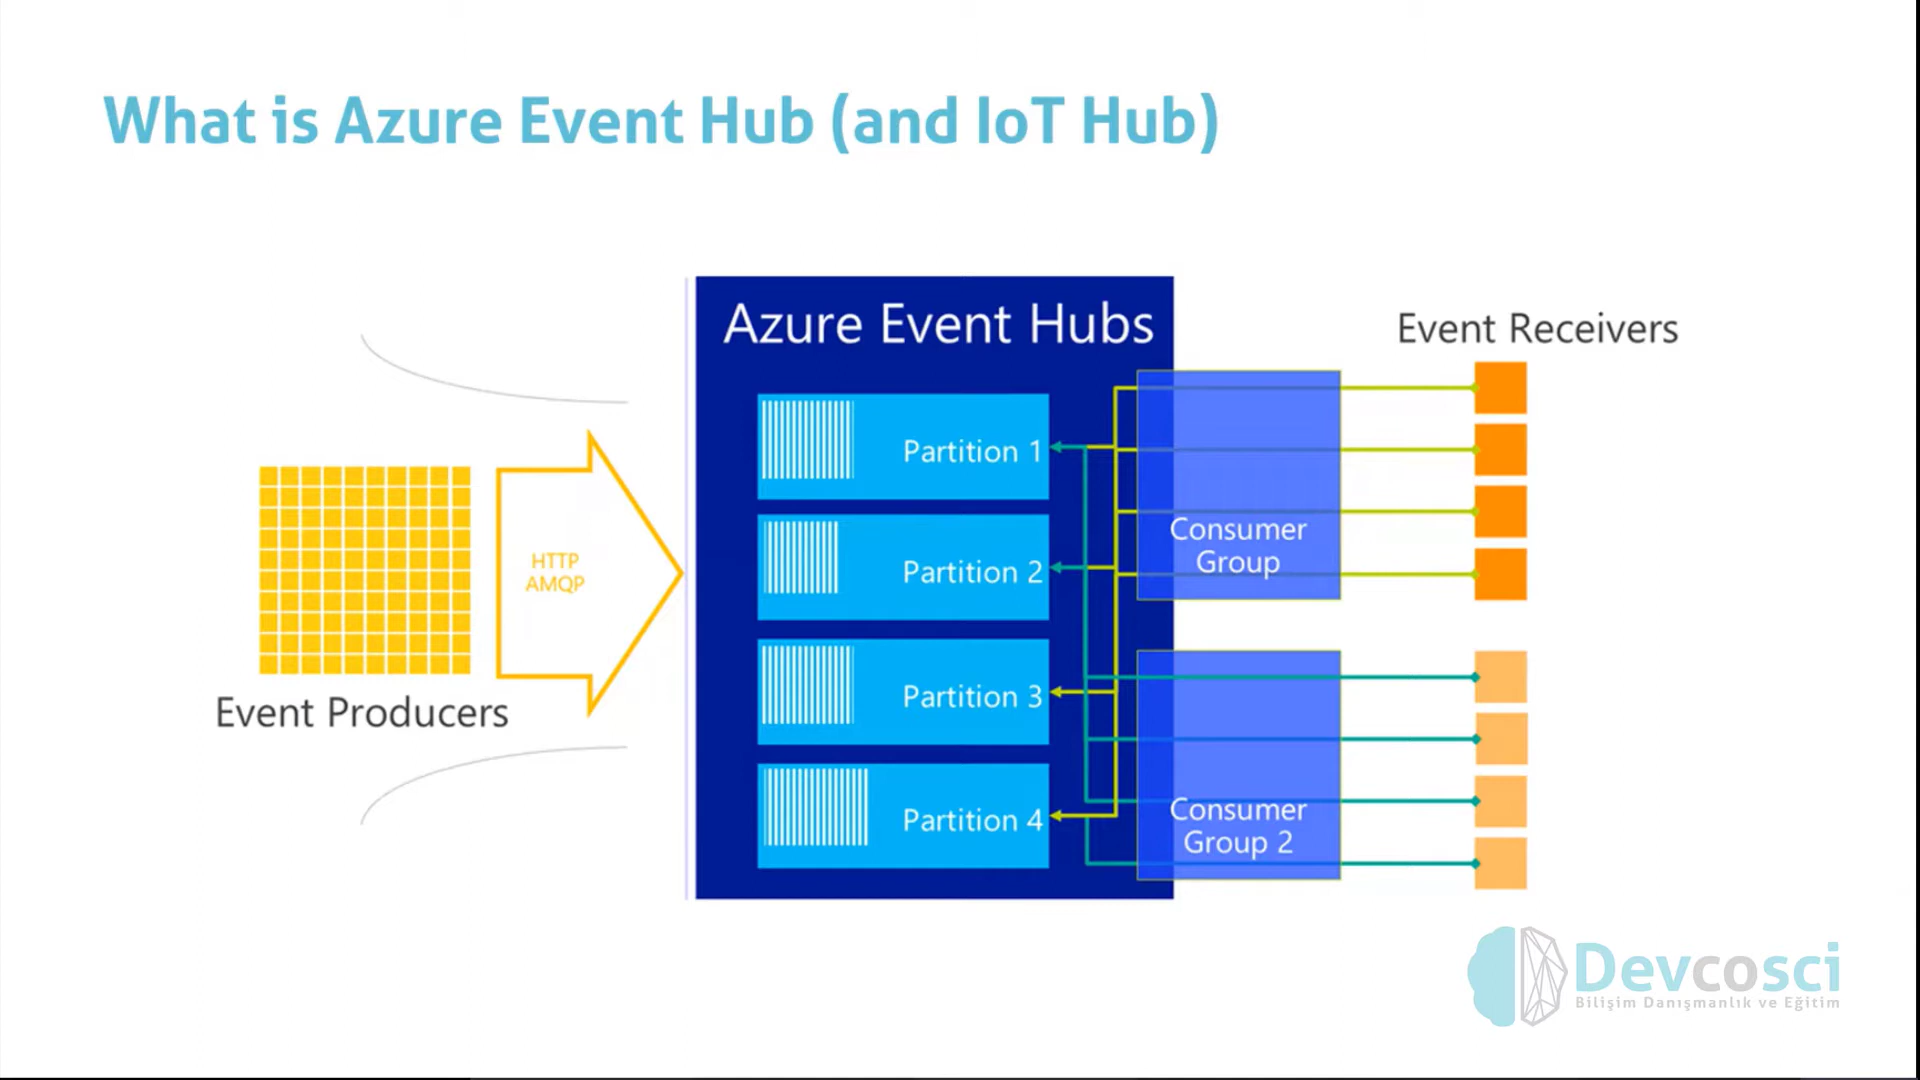 What is Azure Event Hub (and IoT Hub)
Azure Event Hubs
Event Receivers
Partition 1
Partition 2
Partition 3
Partition 4
Consumer
Group
Consumer
Group 2
HTTP
AMQP
Event Producers
Devcosci
Bilişim Danışmanlık ve Eğitim